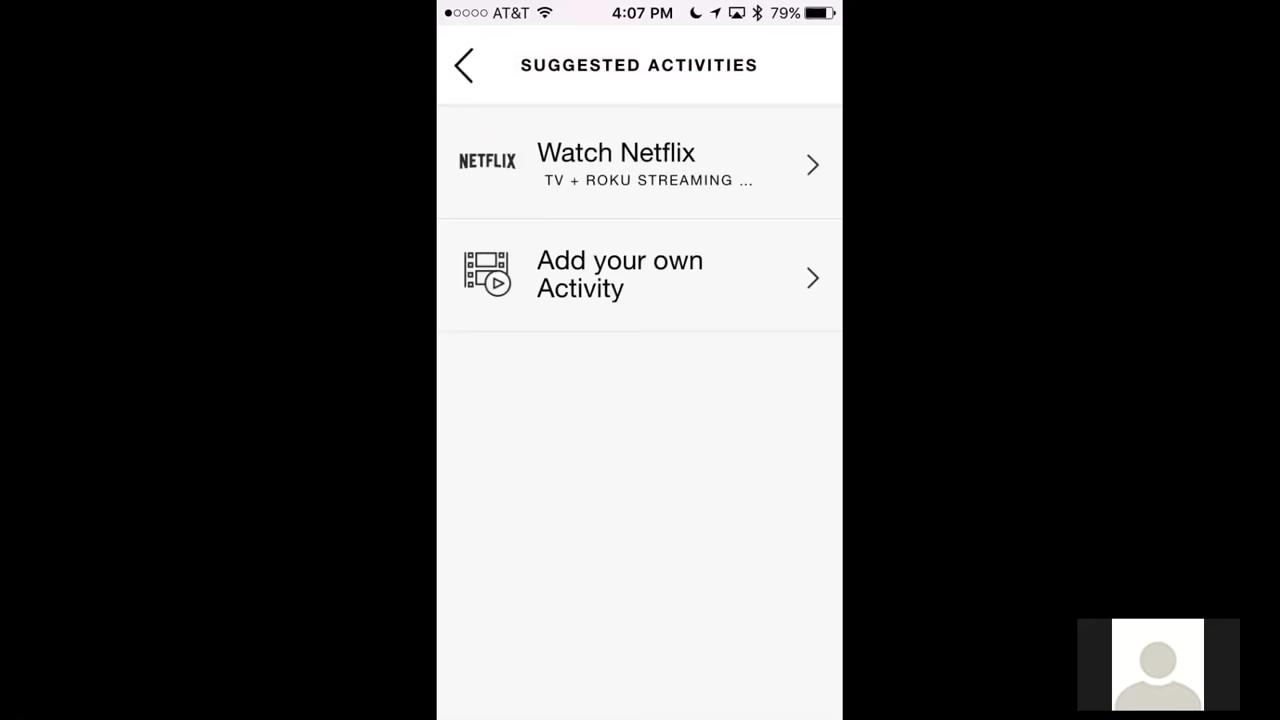 AT&T 4:07 PM 79%
SUGGESTED ACTIVITIES
NETFLIX
Watch Netflix
TV + ROKU STREAMING ...
Add your own
Activity